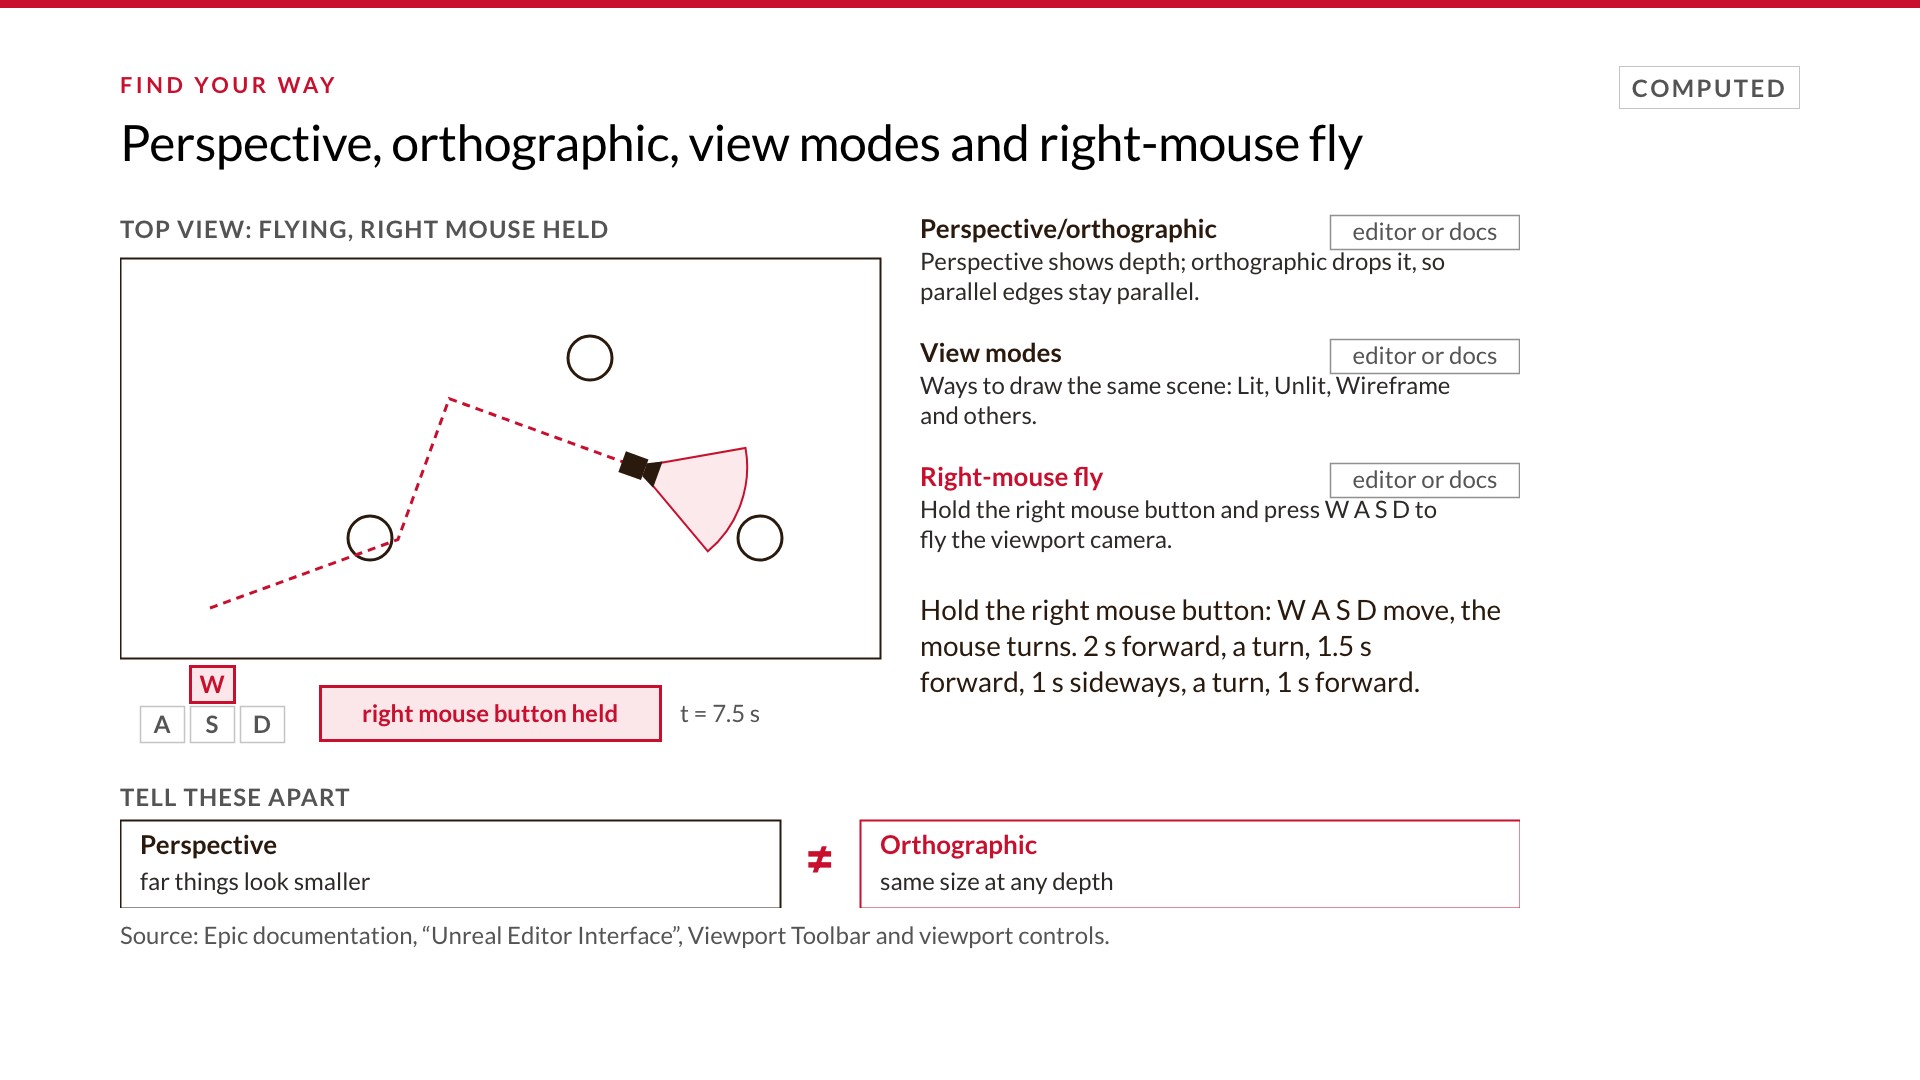 FIND YOUR WAY
COMPUTED
Perspective, orthographic, view modes and right-mouse fly
TOP VIEW: FLYING, RIGHT MOUSE HELD
W
A S D
right mouse button held
t = 7.5 s
Perspective/orthographic
editor or docs
Perspective shows depth; orthographic drops it, so
parallel edges stay parallel.
View modes
editor or docs
Ways to draw the same scene: Lit, Unlit, Wireframe
and others.
Right-mouse fly
editor or docs
Hold the right mouse button and press W A S D to
fly the viewport camera.
Hold the right mouse button: W A S D move, the
mouse turns. 2 s forward, a turn, 1.5 s
forward, 1 s sideways, a turn, 1 s forward.
TELL THESE APART
Perspective
far things look smaller
≠
Orthographic
same size at any depth
Source: Epic documentation, “Unreal Editor Interface”, Viewport Toolbar and viewport controls.